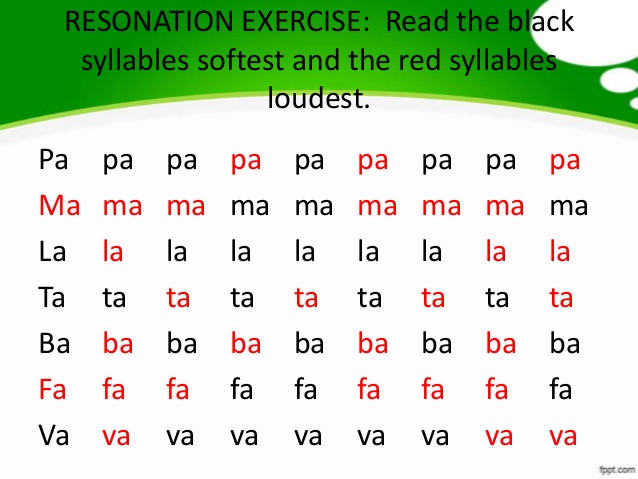 RESONATION EXERCISE: Read the black
syllables softest and the red syllables
loudest.
Pa pa pa pa pa pa pa pa pa
Ma ma ma ma ma ma ma ma ma
La la la la la la la la la
Ta ta ta ta ta ta ta ta ta
Ba ba ba ba ba ba ba ba ba
Fa fa fa fa fa fa fa fa fa
Va va va va va va va va va
fppt.com